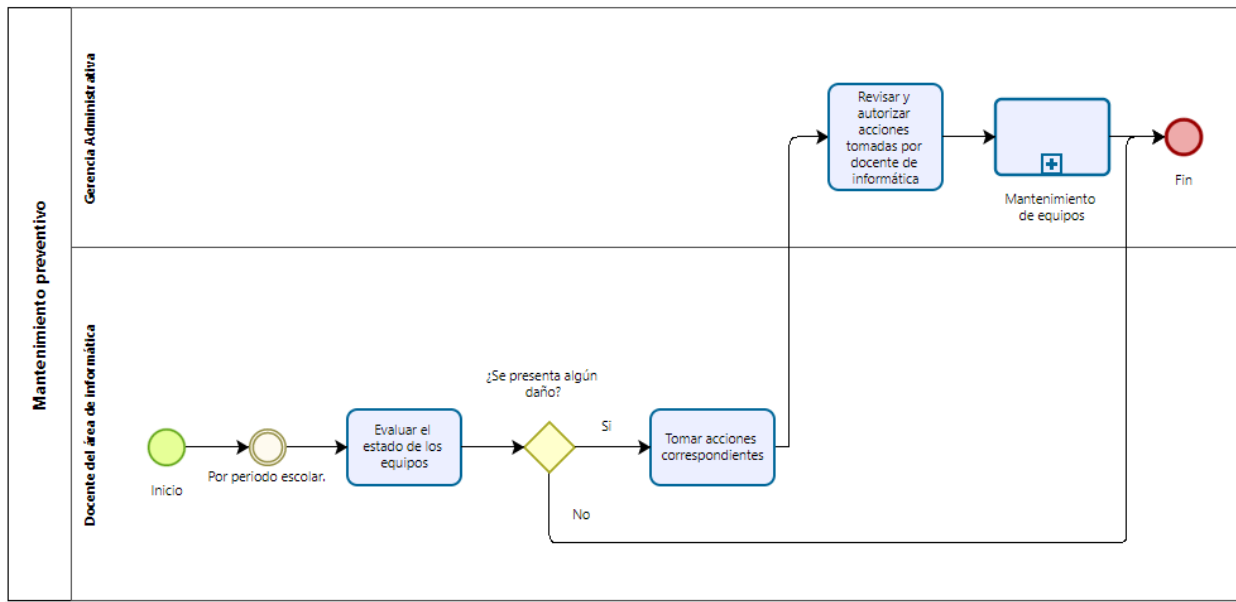 Mantenimiento preventivo
Gerencia Administrativa
Revisar y
autorizar
acciones
tomadas por
docente de
informática
Mantenimiento
de equipos
Fin
Docente del área de informática
Inicio
Por periodo escolar.
Evaluar el
estado de los
equipos
¿Se presenta algún
daño?
Si
No
Tomar acciones
correspondientes